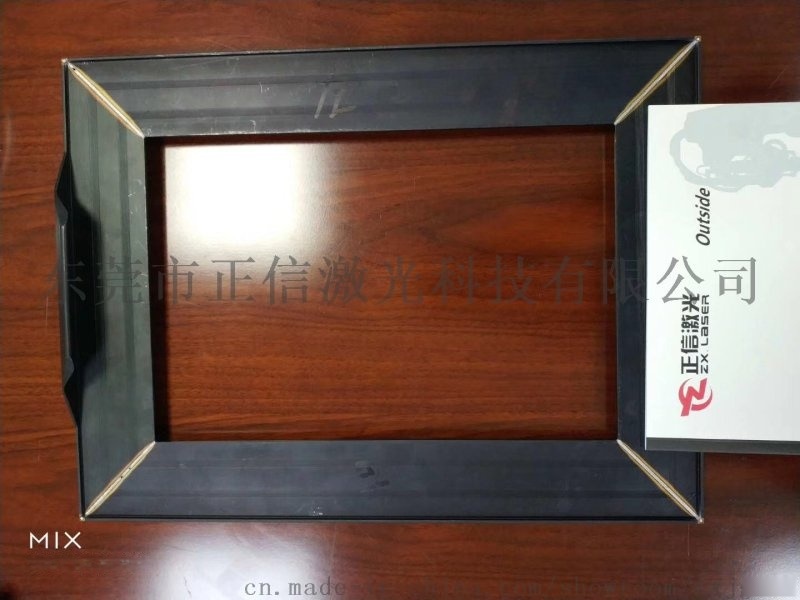 Outside
正信激光
ZX LASER
东莞市正信激光科技有限公司
MIX
cn.made